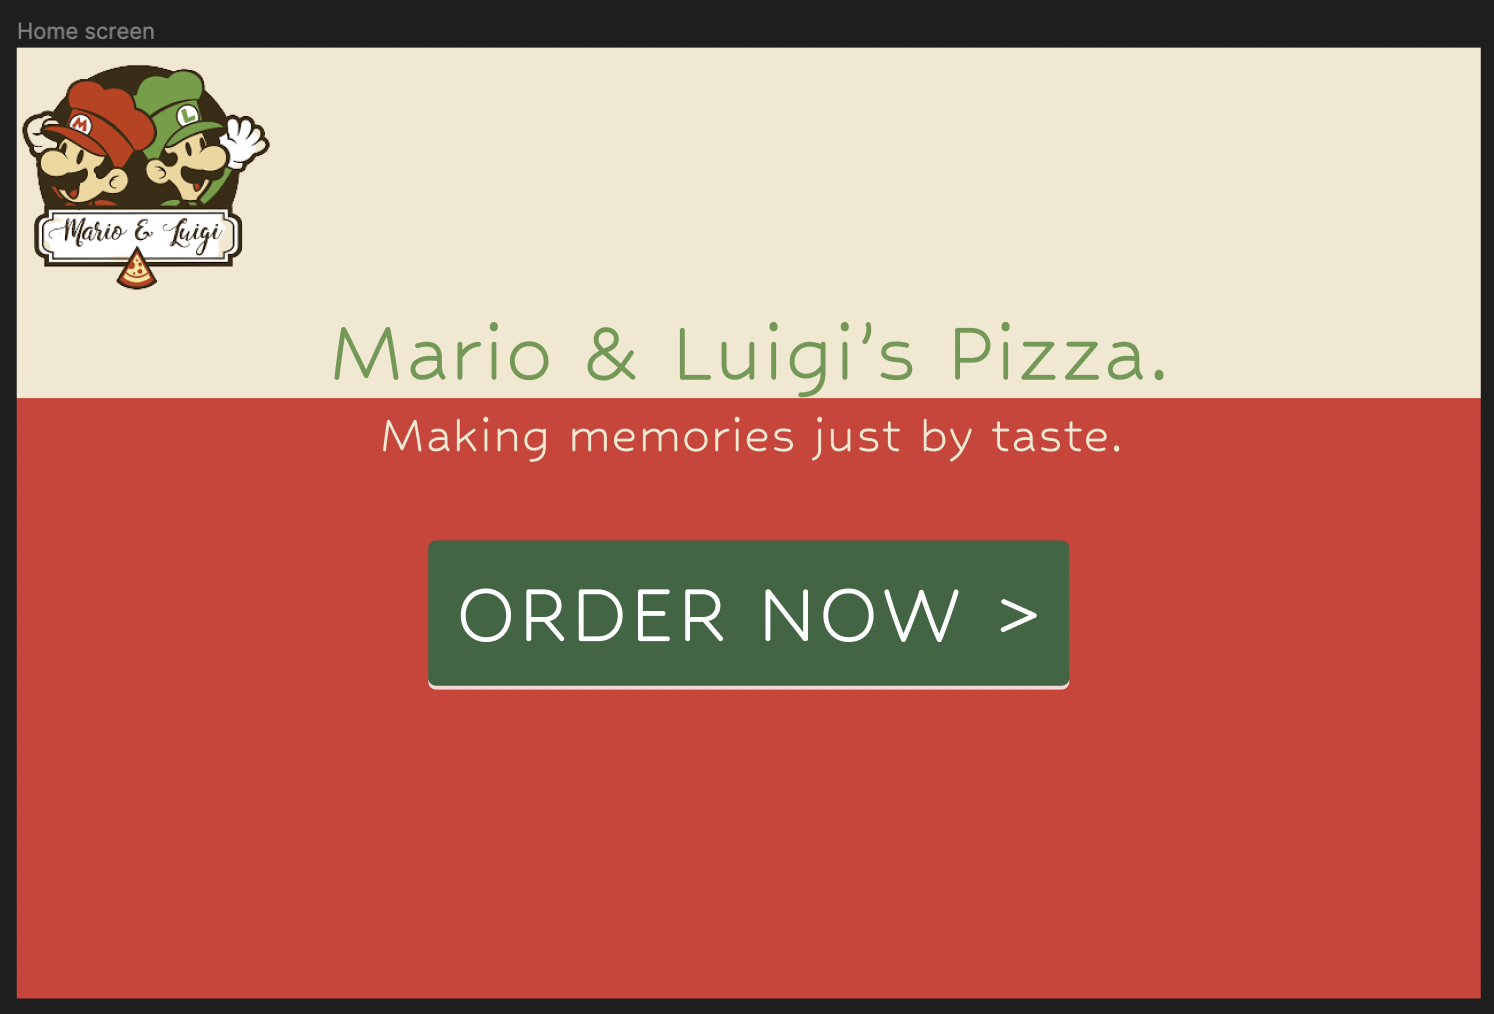 Home screen
M L
Mario & Luigi
Mario & Luigi's Pizza.
Making memories just by taste.
ORDER NOW >